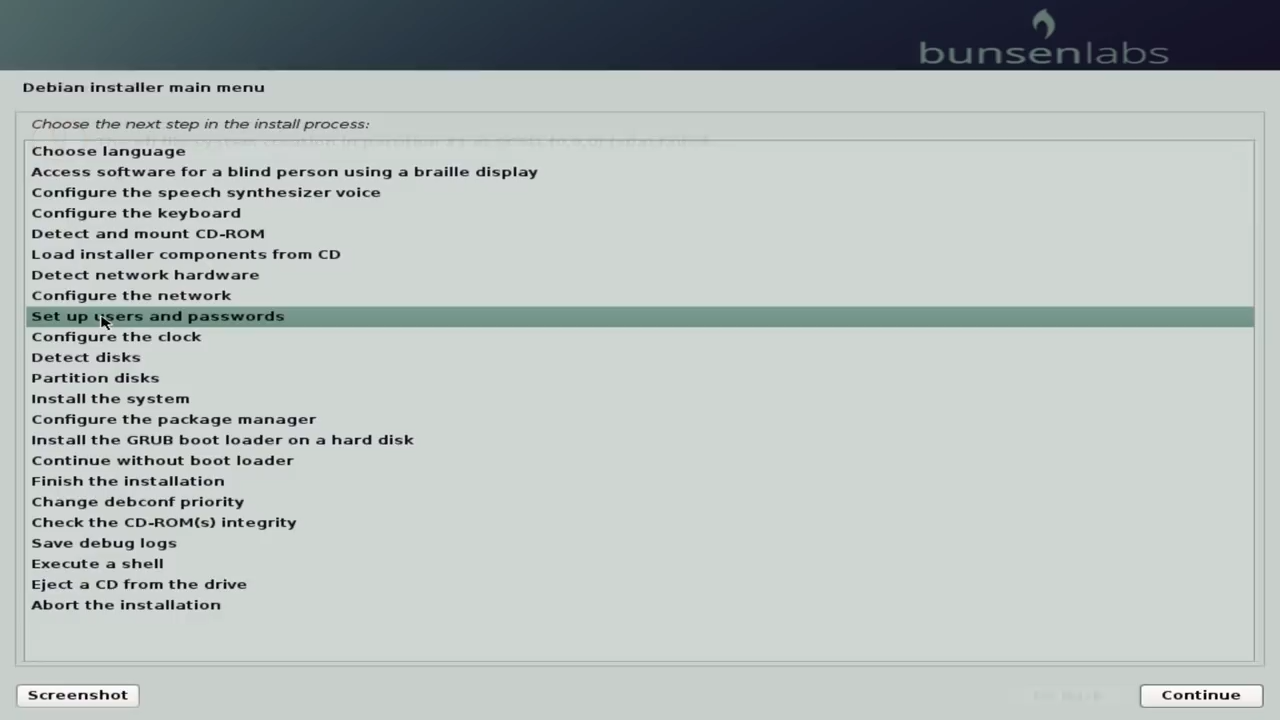 bunsenlabs
Debian installer main menu
Choose the next step in the install process:
Choose language
Access software for a blind person using a braille display
Configure the speech synthesizer voice
Configure the keyboard
Detect and mount CD-ROM
Load installer components from CD
Detect network hardware
Configure the network
Set up users and passwords
Configure the clock
Detect disks
Partition disks
Install the system
Configure the package manager
Install the GRUB boot loader on a hard disk
Continue without boot loader
Finish the installation
Change debconf priority
Check the CD-ROM(s) integrity
Save debug logs
Execute a shell
Eject a CD from the drive
Abort the installation
Screenshot
Continue